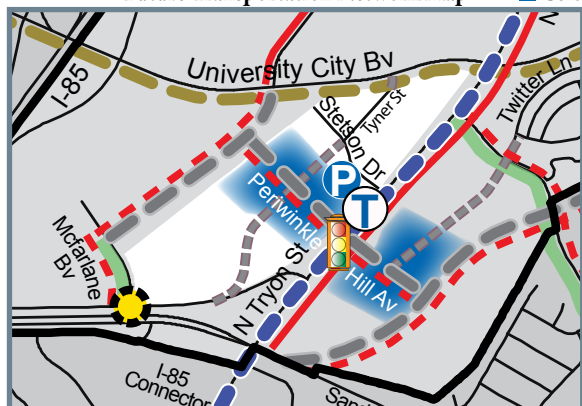 I-85
University City Bv
N
Twitter Ln
Stetson Dr
Tyner St
P
T
Periwinkle
Hill Av
Mcfarlane
Bv
N Tryon St
I-85
Connector